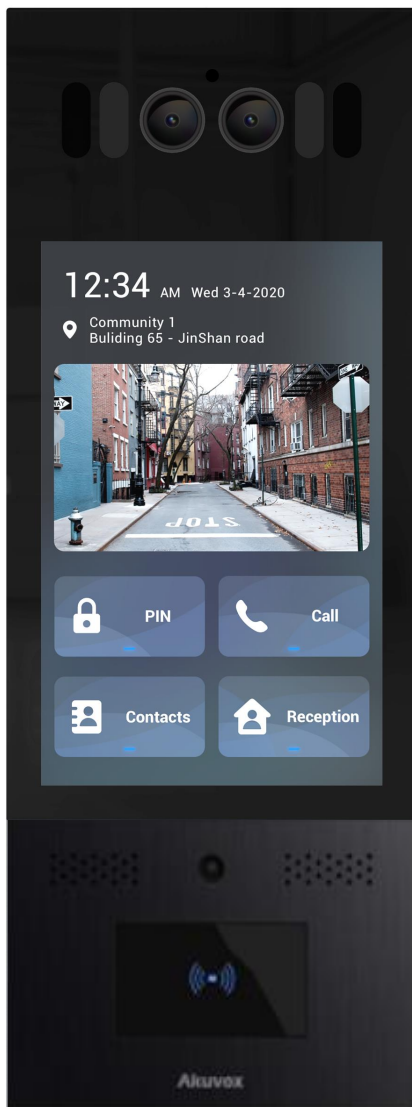 12:34 AM Wed 3-4-2020
Community 1
Buliding 65 - JinShan road
STOP
PIN
Call
Contacts
Reception
Akuvox